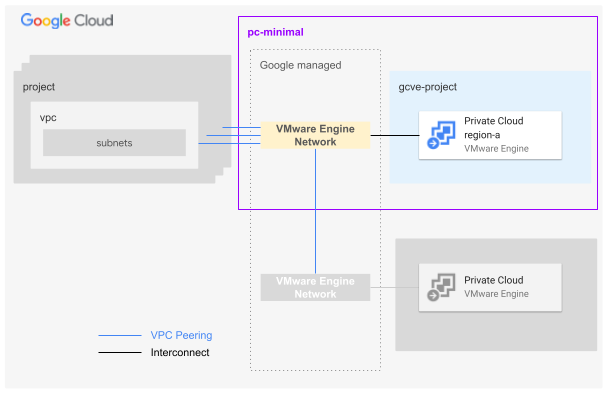 Google Cloud
pc-minimal
Google managed
project
gcve-project
vpc
subnets
VMware Engine
Network
Private Cloud
region-a
VMware Engine
VMware Engine
Network
Private Cloud
VMware Engine
VPC Peering
Interconnect